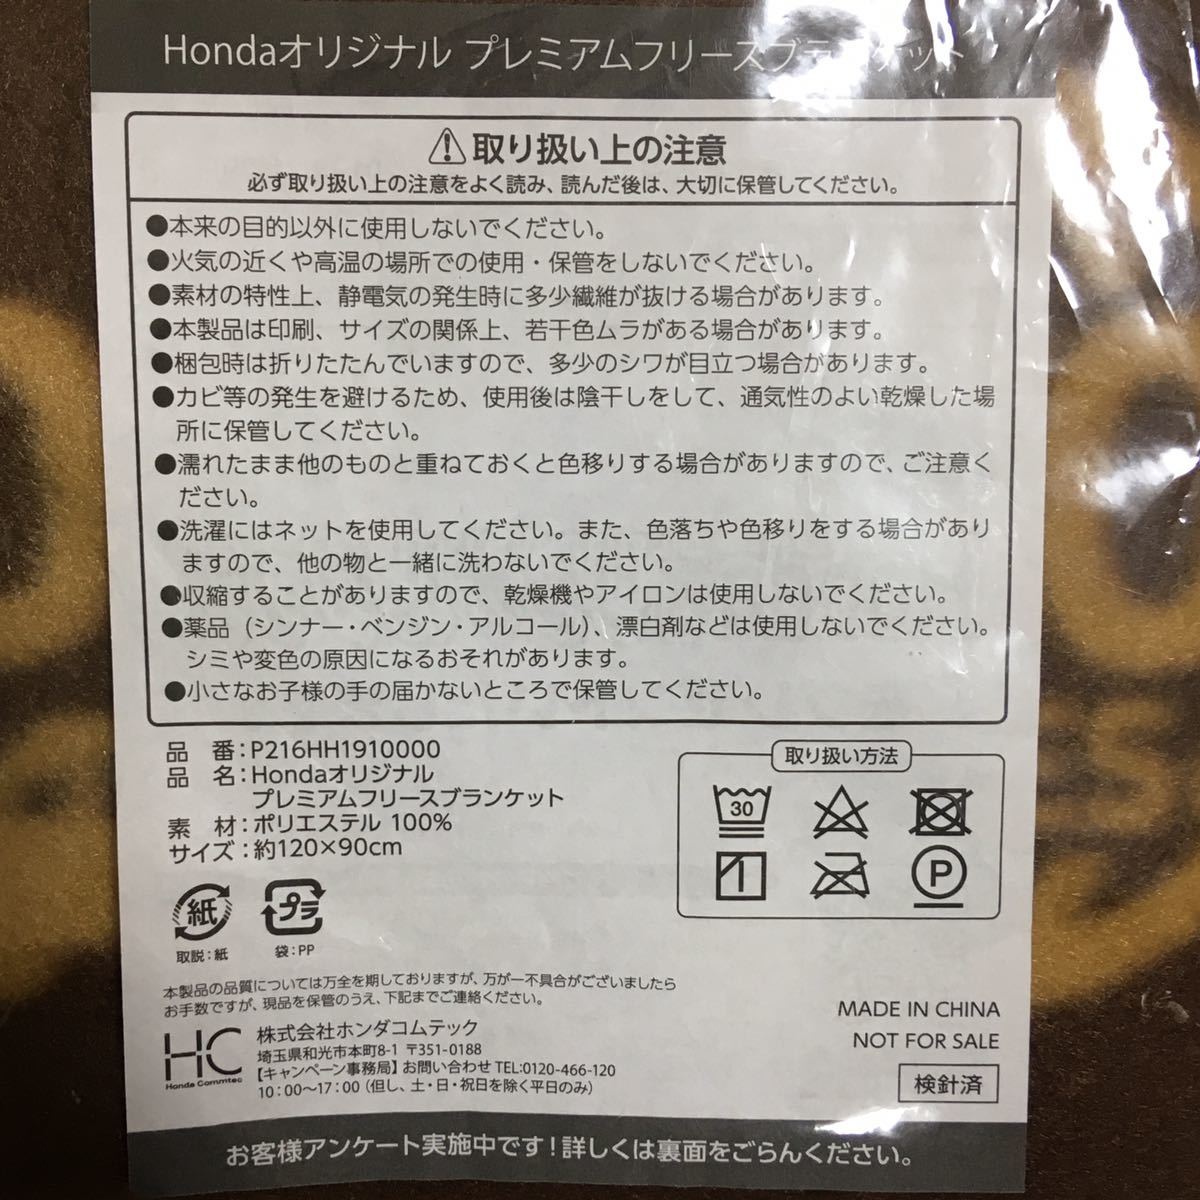 Hondaオリジナル プレミアムフリースブランケット
取り扱い上の注意
必ず取り扱い上の注意をよく読み、読んだ後は、大切に保管してください。
●本来の目的以外に使用しないでください。
●火気の近くや高温の場所での使用・保管をしないでください。
●素材の特性上、静電気の発生時に多少繊維が抜ける場合があります。
●本製品は印刷、サイズの関係上、若干色ムラがある場合があります。
●梱包時は折りたたんでいますので、多少のシワが目立つ場合があります。
●カビ等の発生を避けるため、使用後は陰干しをして、通気性のよい乾燥した場
所に保管してください。
●濡れたまま他のものと重ねておくと色移りする場合がありますので、ご注意く
ださい。
●洗濯にはネットを使用してください。また、色落ちや色移りをする場合があり
ますので、他の物と一緒に洗わないでください。
●収縮することがありますので、乾燥機やアイロンは使用しないでください。
●薬品（シンナー・ベンジン・アルコール）、漂白剤などは使用しないでください。
シミや変色の原因になるおそれがあります。
●小さなお子様の手の届かないところで保管してください。
品 番：P216HH1910000
品 名：Hondaオリジナル
プレミアムフリースブランケット
素 材：ポリエステル 100%
サイズ：約120×90cm
取り扱い方法
30
P
紙
プラ
取説：紙
袋：PP
本製品の品質については万全を期しておりますが、万が一不具合がございましたら
お手数ですが、現品を保管のうえ、下記までご連絡ください。
HC
Honda Commtec
株式会社ホンダコムテック
埼玉県和光市本町8-1 〒351-0188
【キャンペーン事務局】お問い合わせ TEL:0120-466-120
10：00～17：00（但し、土・日・祝日を除く平日のみ）
MADE IN CHINA
NOT FOR SALE
検針済
お客様アンケート実施中です！詳しくは裏面をごらんください。